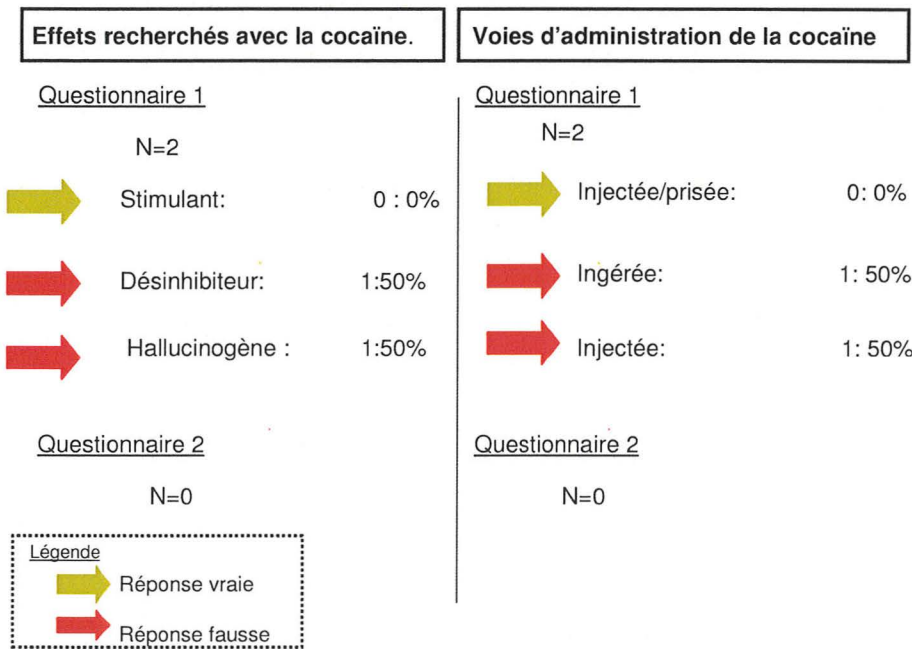 Effets recherchés avec la cocaïne.
Questionnaire 1
N=2
Stimulant: 0 : 0%
Désinhibiteur: 1:50%
Hallucinogène : 1:50%
Questionnaire 2
N=0
Légende
Réponse vraie
Réponse fausse
Voies d'administration de la cocaïne
Questionnaire 1
N=2
Injectée/prisée: 0: 0%
Ingérée: 1: 50%
Injectée: 1: 50%
Questionnaire 2
N=0